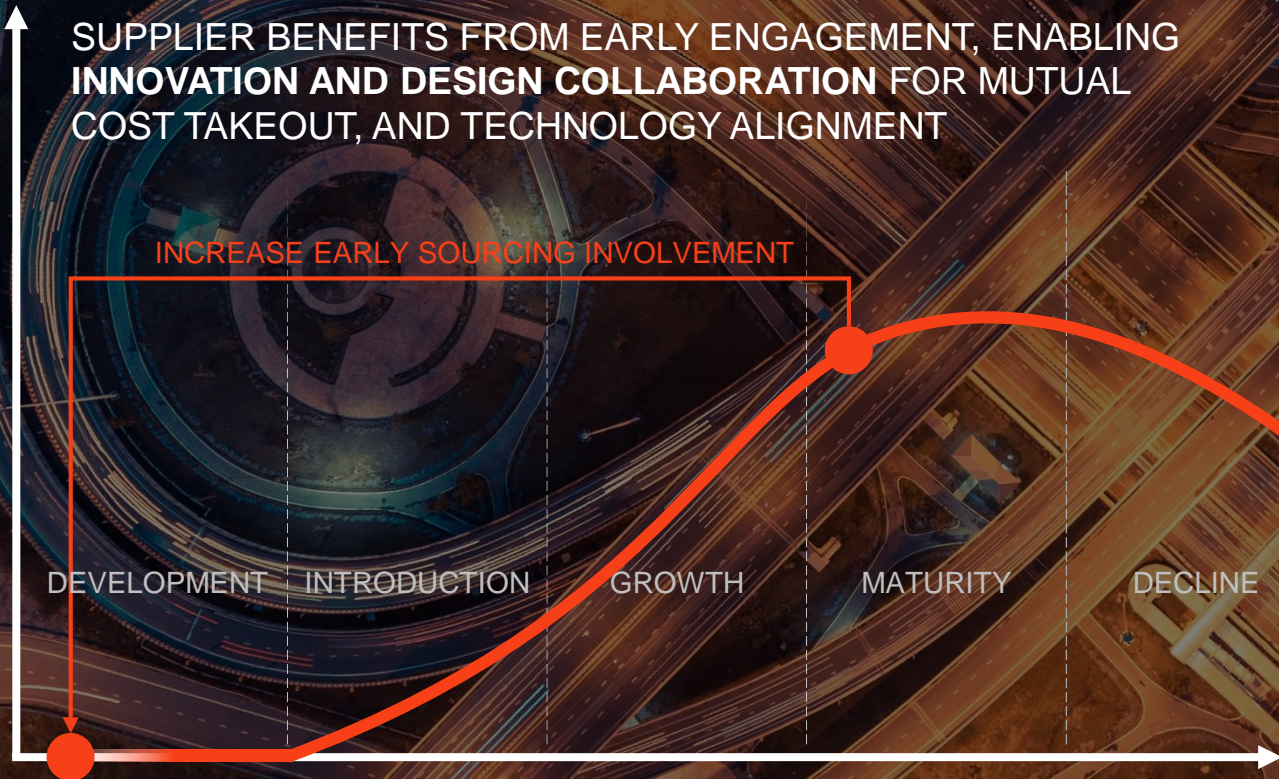 SUPPLIER BENEFITS FROM EARLY ENGAGEMENT, ENABLING
INNOVATION AND DESIGN COLLABORATION FOR MUTUAL
COST TAKEOUT, AND TECHNOLOGY ALIGNMENT
INCREASE EARLY SOURCING INVOLVEMENT
DEVELOPMENT INTRODUCTION GROWTH MATURITY DECLINE